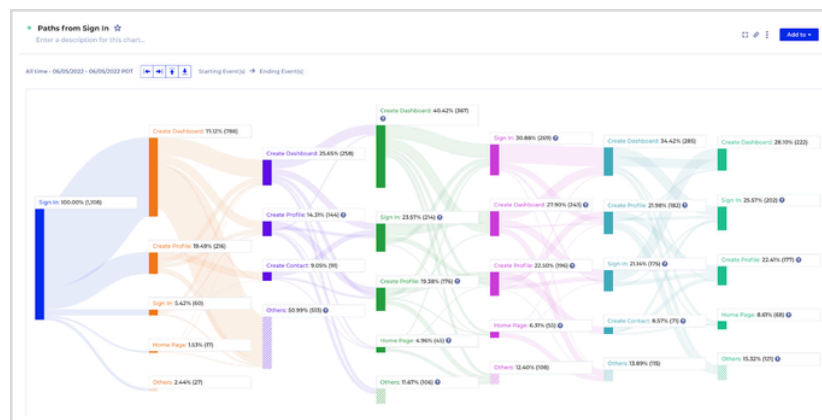 Paths from Sign In
Enter a description for this chart...
Add to
All time • 06/05/2022 - 06/05/2022 PDT
Starting Event(s) → Ending Event(s)
Sign In: 100.00% (1,108)
Create Dashboard: 71.12% (788)
Create Profile: 19.49% (216)
Sign In: 5.42% (60)
Home Page: 1.53% (17)
Others: 2.44% (27)
Create Dashboard: 25.65% (258)
Create Profile: 14.31% (144)
Create Contact: 9.05% (91)
Others: 50.99% (513)
Create Dashboard: 40.42% (367)
Sign In: 23.57% (214)
Create Profile: 19.38% (176)
Home Page: 4.96% (45)
Others: 11.67% (106)
Sign In: 30.88% (269)
Create Dashboard: 27.90% (243)
Create Profile: 22.50% (196)
Home Page: 6.31% (55)
Others: 12.40% (108)
Create Dashboard: 34.42% (285)
Create Profile: 21.98% (182)
Sign In: 21.14% (175)
Create Contact: 8.57% (71)
Others: 13.89% (115)
Create Dashboard: 28.10% (222)
Sign In: 25.57% (202)
Create Profile: 22.41% (177)
Home Page: 8.61% (68)
Others: 15.32% (121)